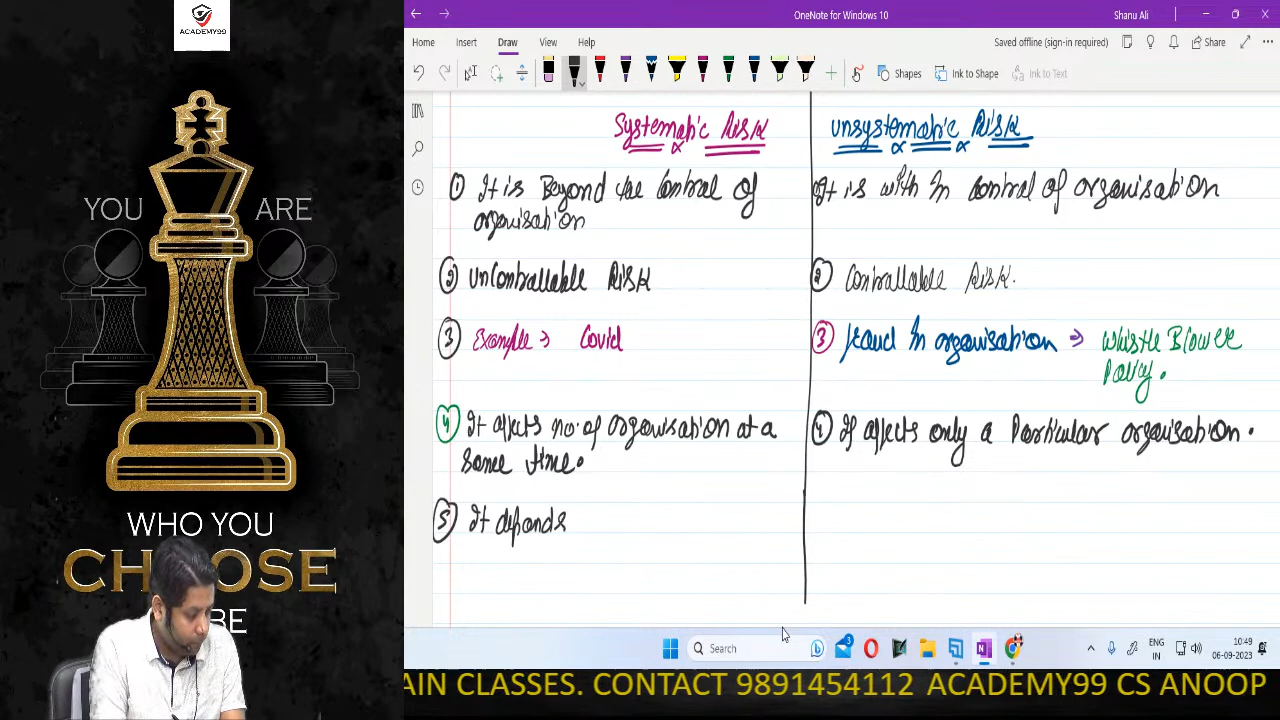 ACADEMY99
YOU ARE
WHO YOU
CHOOSE
BE
OneNote for Windows 10
Shanu Ali
Home Insert Draw View Help
Saved offline (sign-in required)
Share
Shapes
Ink to Shape
Ink to Text
Systematic Risk
unsystematic Risk
① It is Beyond the Control of
organisation
It is with In control of organisation
② unControllable Risk
② Controllable Risk.
③ Example → Covid
③ fraud In organisation ⇒ Whistle Blower
Policy.
④ It affects no. of organisation at a
same time.
④ It affects only a Particular organisation.
⑤ It depends
Search
3
ENG
IN
10:49
06-09-2023
AIN CLASSES. CONTACT 9891454112 ACADEMY99 CS ANOOP